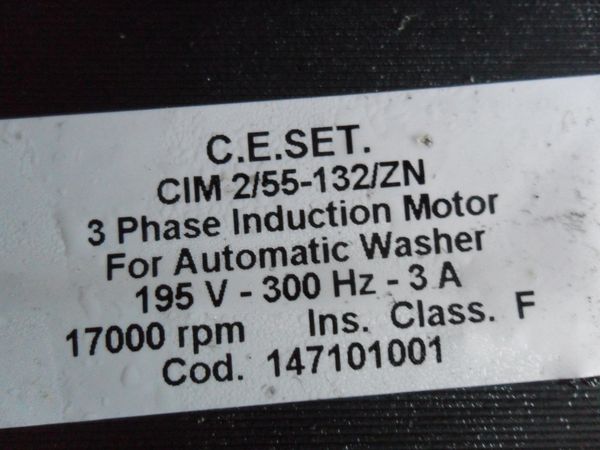 C.E.SET.
CIM 2/55-132/ZN
3 Phase Induction Motor
For Automatic Washer
195 V - 300 Hz - 3 A
17000 rpm Ins. Class. F
Cod. 147101001